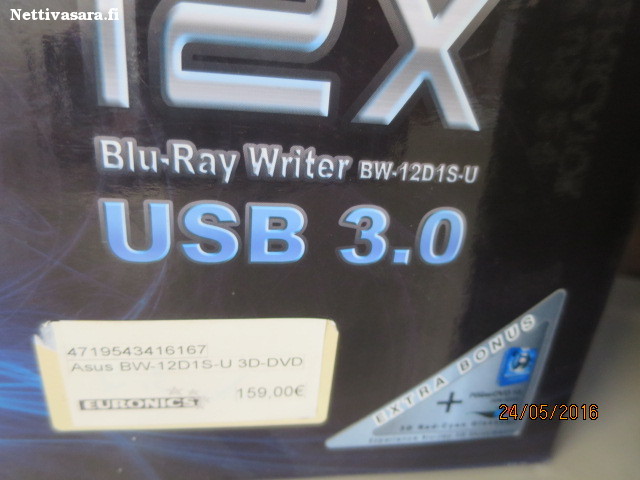 Nettivasara.fi
12X
Blu-Ray Writer BW-12D1S-U
USB 3.0
4719543416167
Asus BW-12D1S-U 3D-DVD
159,00€
EURONICS
EXTRA BONUS
+
24/05/2016